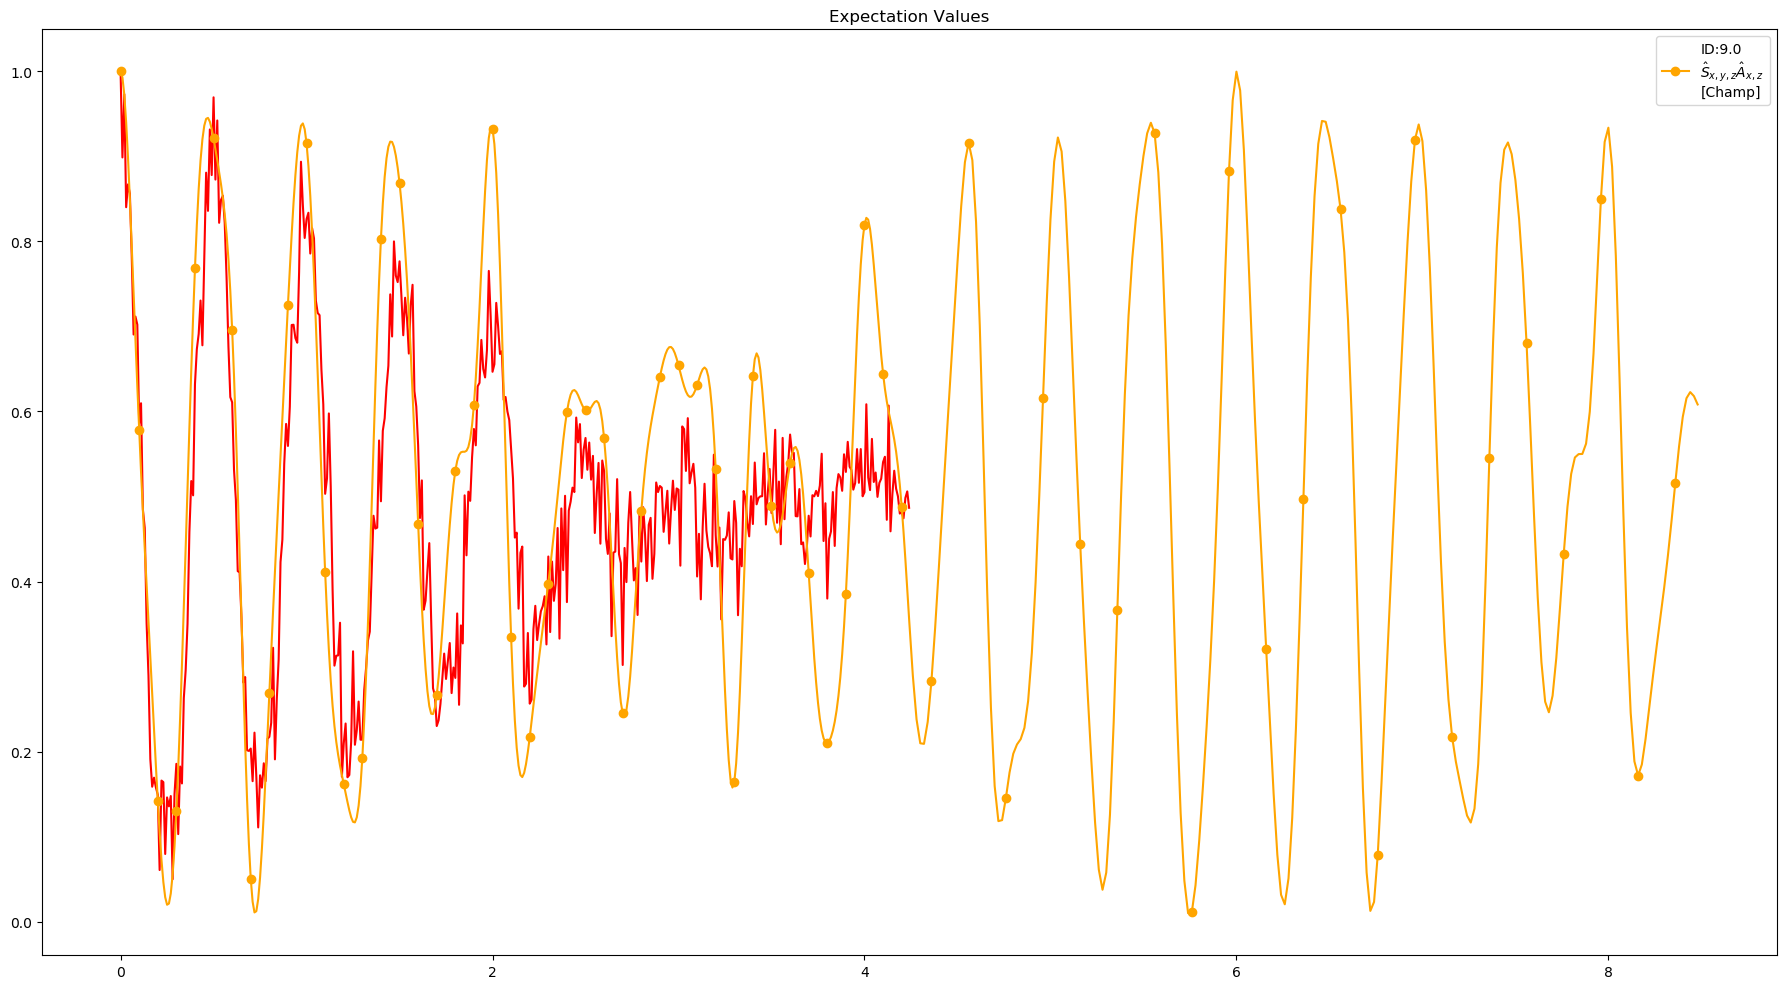 Expectation Values
ID:9.0
$\hat{S}_{x,y,z}\hat{A}_{x,z}$
[Champ]
1.0
0.8
0.6
0.4
0.2
0.0
0 2 4 6 8